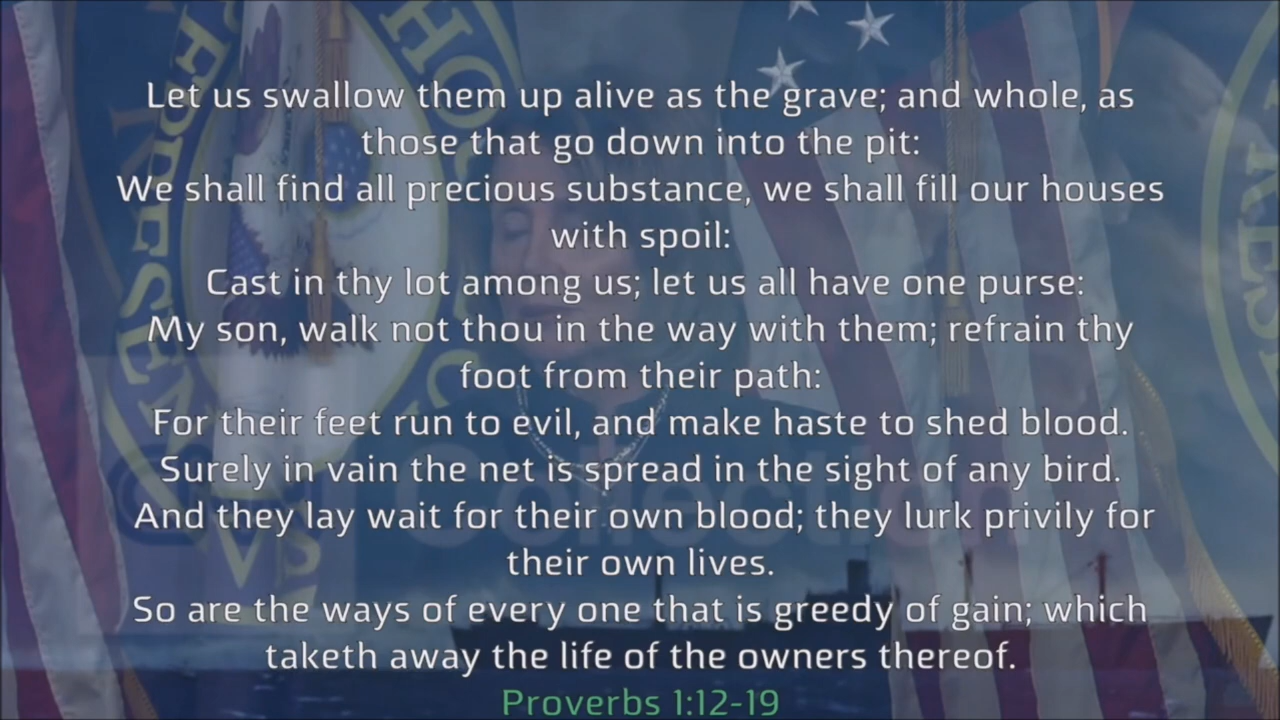 Let us swallow them up alive as the grave; and whole, as
those that go down into the pit:
We shall find all precious substance, we shall fill our houses
with spoil:
Cast in thy lot among us; let us all have one purse:
My son, walk not thou in the way with them; refrain thy
foot from their path:
For their feet run to evil, and make haste to shed blood.
Surely in vain the net is spread in the sight of any bird.
And they lay wait for their own blood; they lurk privily for
their own lives.
So are the ways of every one that is greedy of gain; which
taketh away the life of the owners thereof.
Proverbs 1:12-19